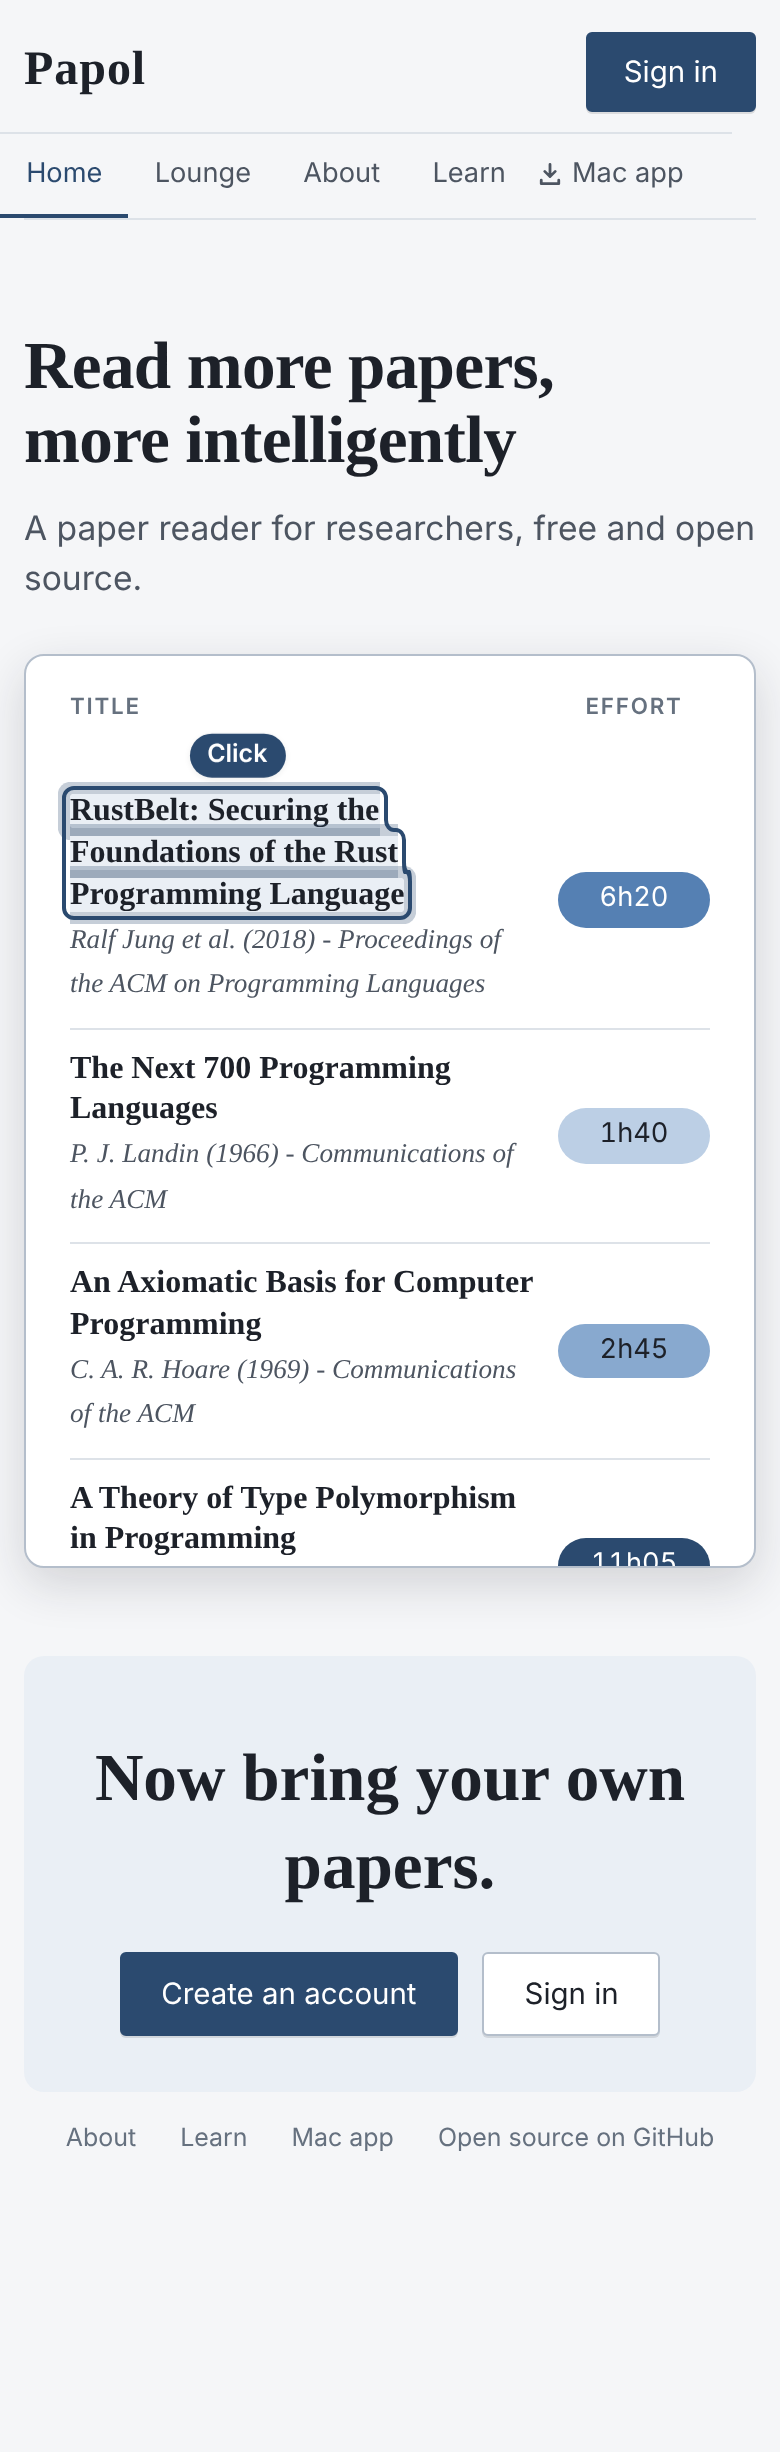 Papol
Sign in
Home Lounge About Learn Mac app
Read more papers,
more intelligently
A paper reader for researchers, free and open
source.
TITLE EFFORT
Click
RustBelt: Securing the
Foundations of the Rust
Programming Language
6h20
Ralf Jung et al. (2018) - Proceedings of
the ACM on Programming Languages
The Next 700 Programming
Languages
1h40
P. J. Landin (1966) - Communications of
the ACM
An Axiomatic Basis for Computer
Programming
2h45
C. A. R. Hoare (1969) - Communications
of the ACM
A Theory of Type Polymorphism
in Programming
11h05
Now bring your own
papers.
Create an account Sign in
About Learn Mac app Open source on GitHub